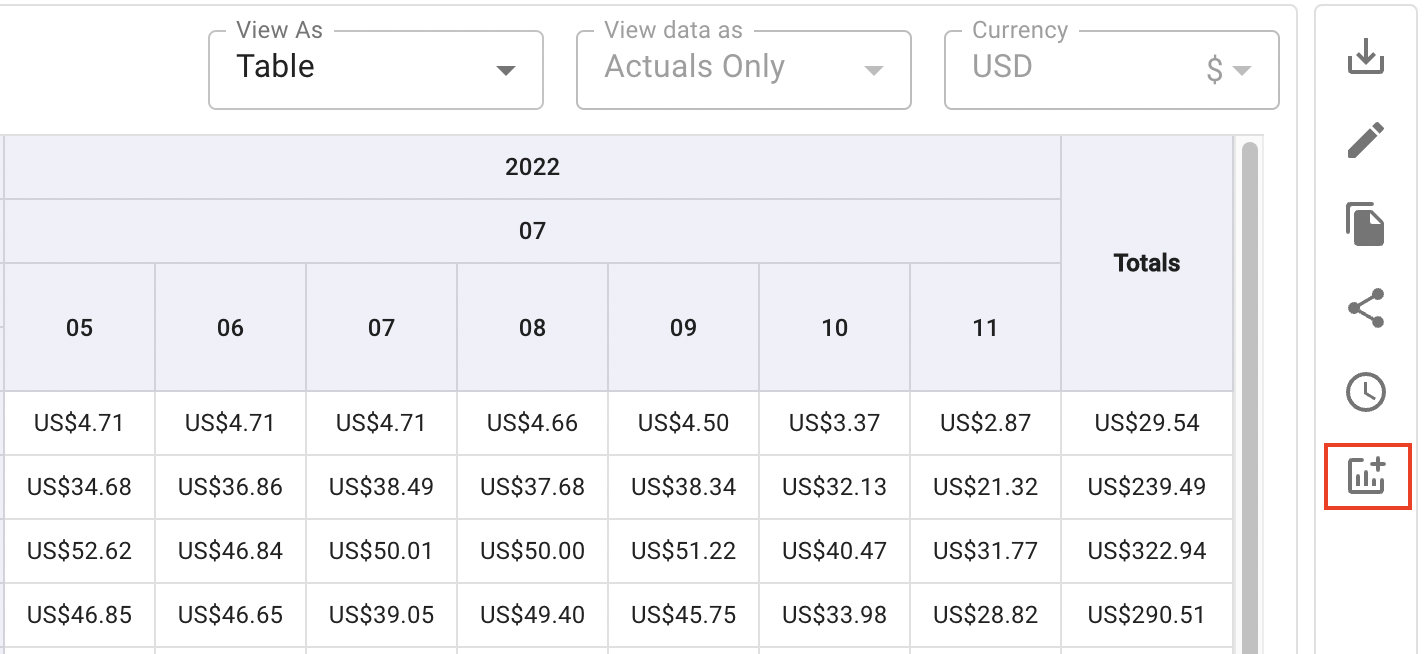 View As View data as Currency
Table Actuals Only USD $
2022
07
Totals
05 06 07 08 09 10 11
US$4.71 US$4.71 US$4.71 US$4.66 US$4.50 US$3.37 US$2.87 US$29.54
US$34.68 US$36.86 US$38.49 US$37.68 US$38.34 US$32.13 US$21.32 US$239.49
US$52.62 US$46.84 US$50.01 US$50.00 US$51.22 US$40.47 US$31.77 US$322.94
US$46.85 US$46.65 US$39.05 US$49.40 US$45.75 US$33.98 US$28.82 US$290.51